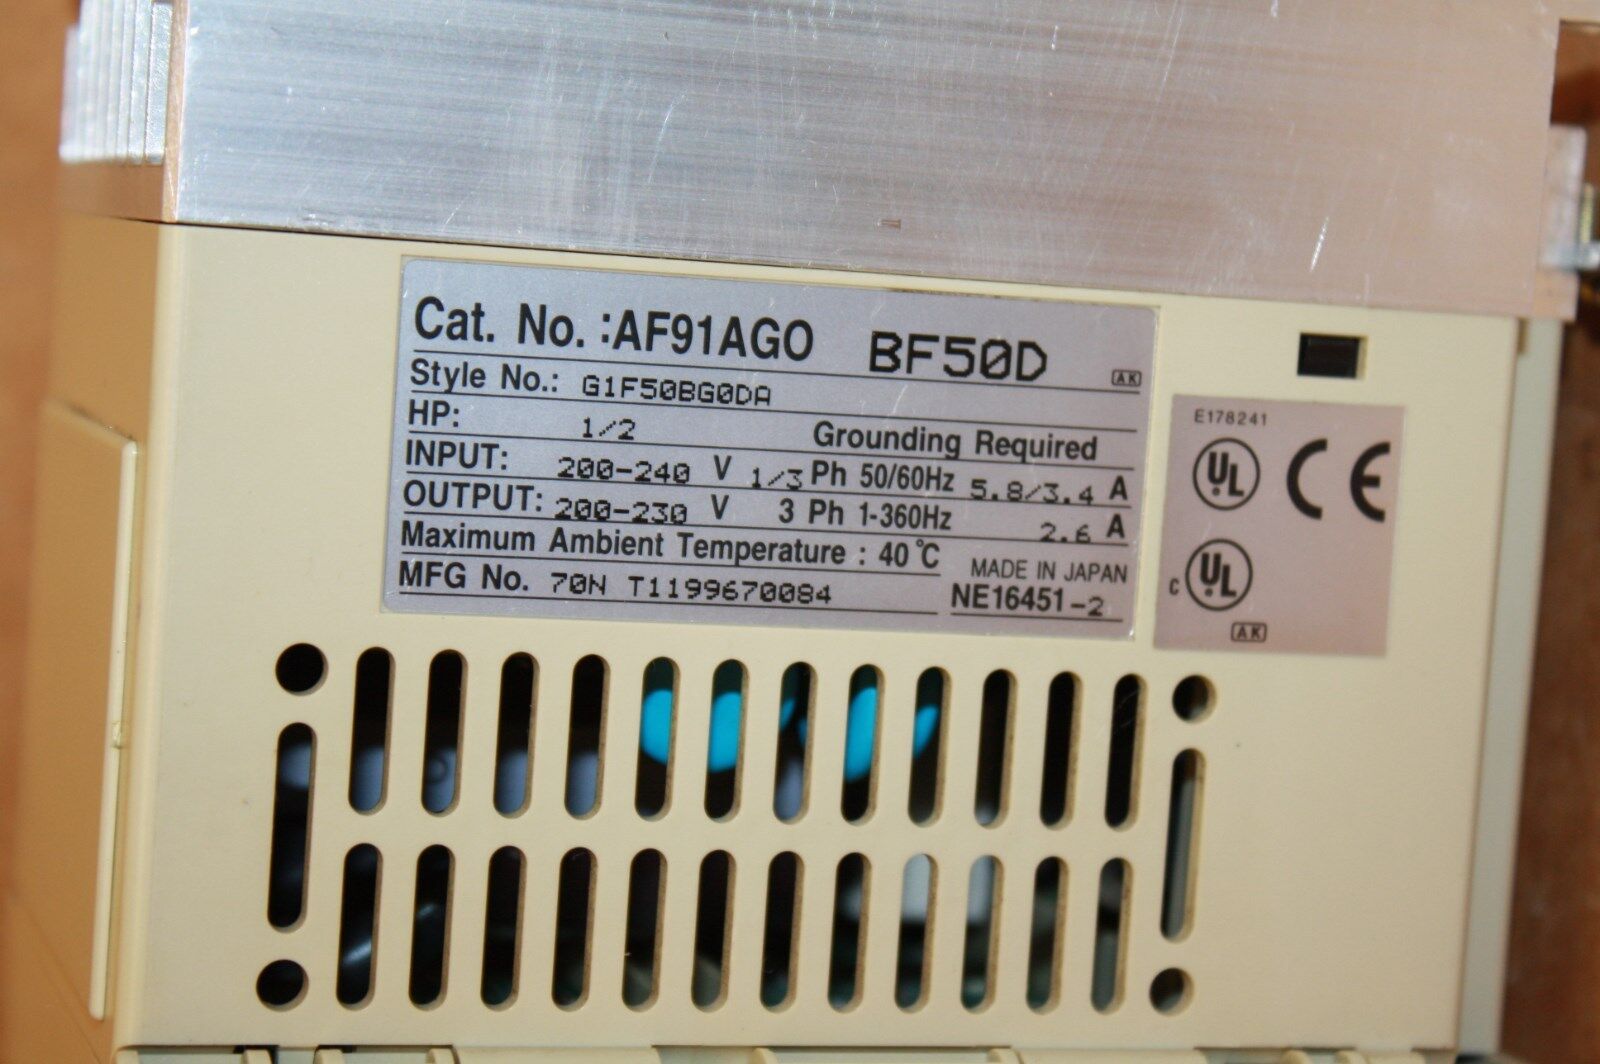 Cat. No.:AF91AGO BF50D AK
Style No.: G1F50BG0DA
HP: 1/2 Grounding Required
INPUT: 200-240 V 1/3 Ph 50/60Hz 5.8/3.4 A
OUTPUT: 200-230 V 3 Ph 1-360Hz 2.6 A
Maximum Ambient Temperature : 40°C MADE IN JAPAN
MFG No. 70N T1199670084 NE16451-2
E178241
UL CE
c UL
AK